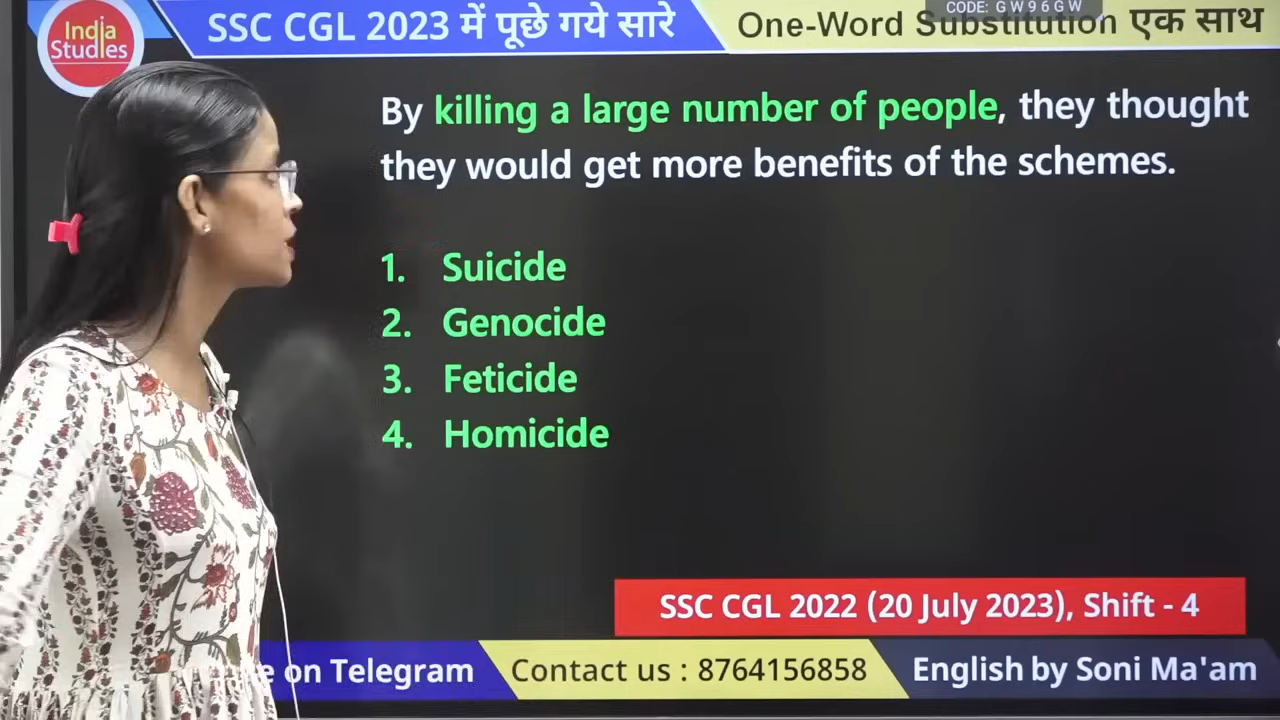 India
Studies
SSC CGL 2023 में पूछे गये सारे
One-Word Substitution एक साथ
CODE: GW96GW
By killing a large number of people, they thought
they would get more benefits of the schemes.
1. Suicide
2. Genocide
3. Feticide
4. Homicide
SSC CGL 2022 (20 July 2023), Shift - 4
on Telegram
Contact us : 8764156858
English by Soni Ma'am